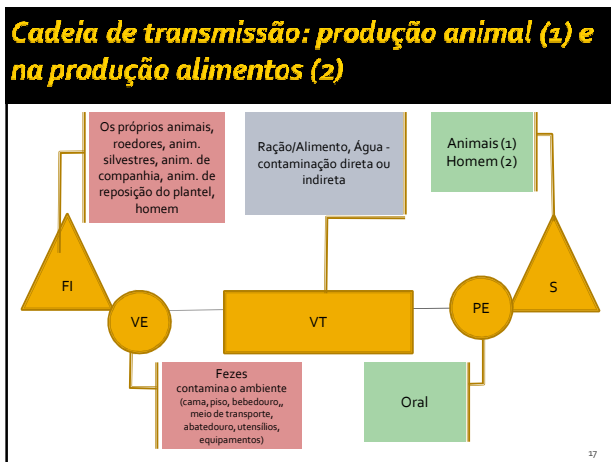 Cadeia de transmissão: produção animal (1) e
na produção alimentos (2)
Os próprios animais,
roedores, anim.
silvestres, anim. de
companhia, anim. de
reposição do plantel,
homem
Ração/Alimento, Água -
contaminação direta ou
indireta
Animais (1)
Homem (2)
FI
VE
VT
PE
S
Fezes
contamina o ambiente
(cama, piso, bebedouro,,
meio de transporte,
abatedouro, utensílios,
equipamentos)
Oral
17